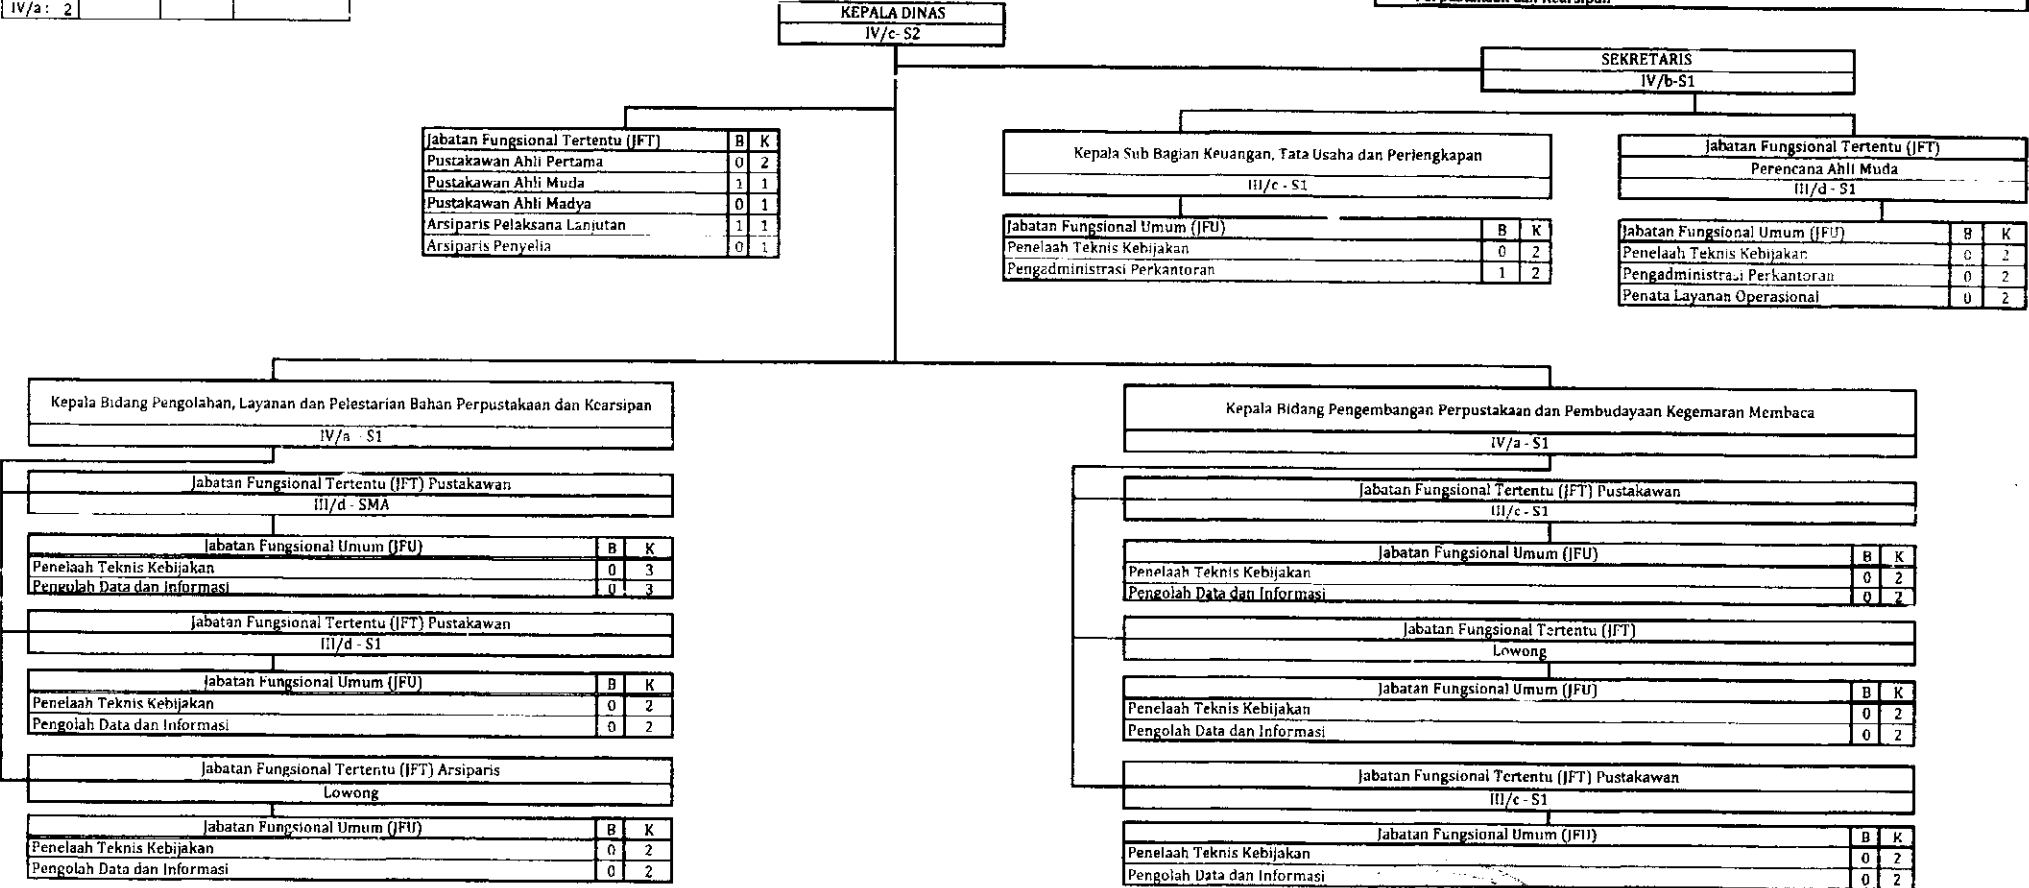 IV/a : 2
Perpustakaan dan Kearsipan
KEPALA DINAS
IV/c- S2
SEKRETARIS
IV/b-S1
Jabatan Fungsional Tertentu (JFT) B K
Pustakawan Ahli Pertama 0 2
Pustakawan Ahli Muda 1 1
Pustakawan Ahli Madya 0 1
Arsiparis Pelaksana Lanjutan 1 1
Arsiparis Penyelia 0 1
Kepala Sub Bagian Keuangan, Tata Usaha dan Perlengkapan
III/c - S1
Jabatan Fungsional Umum (JFU) B K
Penelaah Teknis Kebijakan 0 2
Pengadministrasi Perkantoran 1 2
Jabatan Fungsional Tertentu (JFT)
Perencana Ahli Muda
III/d - S1
Jabatan Fungsional Umum (JFU) B K
Penelaah Teknis Kebijakan 0 2
Pengadministrasi Perkantoran 0 2
Penata Layanan Operasional 0 2
Kepala Bidang Pengolahan, Layanan dan Pelestarian Bahan Perpustakaan dan Kearsipan
IV/a - S1
Jabatan Fungsional Tertentu (JFT) Pustakawan
III/d - SMA
Jabatan Fungsional Umum (JFU) B K
Penelaah Teknis Kebijakan 0 3
Pengolah Data dan Informasi 0 3
Jabatan Fungsional Tertentu (JFT) Pustakawan
III/d - S1
Jabatan Fungsional Umum (JFU) B K
Penelaah Teknis Kebijakan 0 2
Pengolah Data dan Informasi 0 2
Jabatan Fungsional Tertentu (JFT) Arsiparis
Lowong
Jabatan Fungsional Umum (JFU) B K
Penelaah Teknis Kebijakan 0 2
Pengolah Data dan Informasi 0 2
Kepala Bidang Pengembangan Perpustakaan dan Pembudayaan Kegemaran Membaca
IV/a - S1
Jabatan Fungsional Tertentu (JFT) Pustakawan
III/c - S1
Jabatan Fungsional Umum (JFU) B K
Penelaah Teknis Kebijakan 0 2
Pengolah Data dan Informasi 0 2
Jabatan Fungsional Tertentu (JFT)
Lowong
Jabatan Fungsional Umum (JFU) B K
Penelaah Teknis Kebijakan 0 2
Pengolah Data dan Informasi 0 2
Jabatan Fungsional Tertentu (JFT) Pustakawan
III/c - S1
Jabatan Fungsional Umum (JFU) B K
Penelaah Teknis Kebijakan 0 2
Pengolah Data dan Informasi 0 2